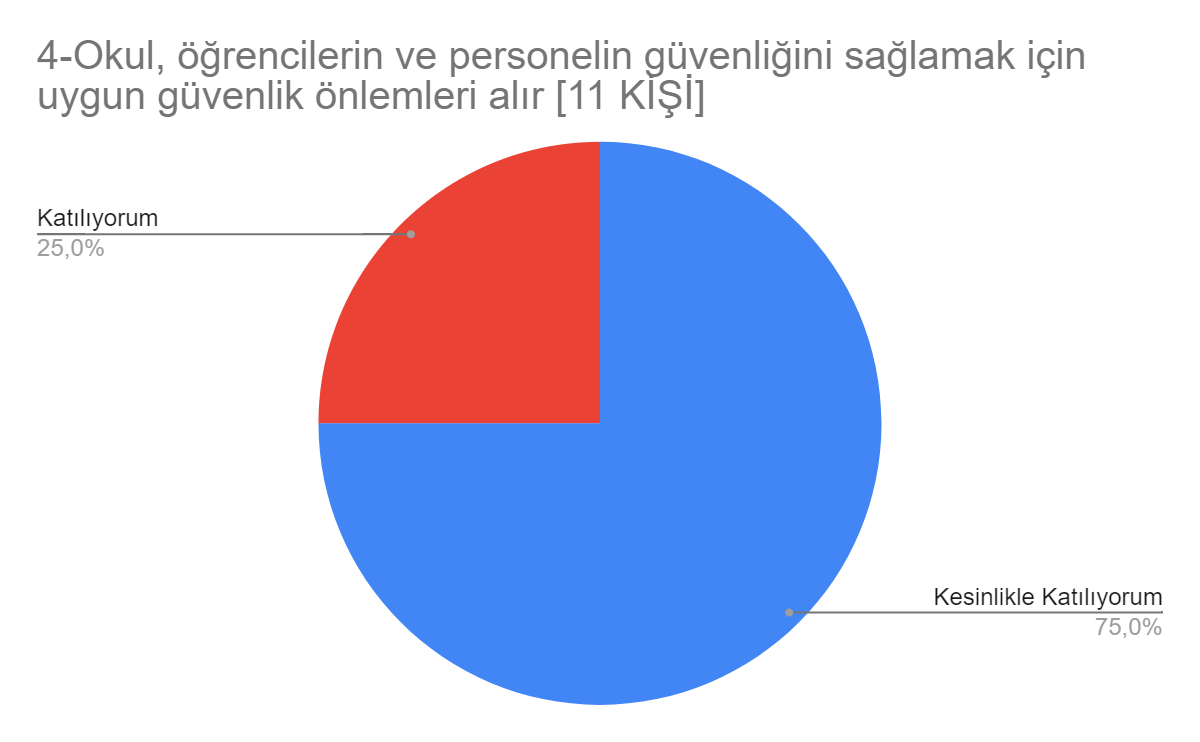 4-Okul, öğrencilerin ve personelin güvenliğini sağlamak için
uygun güvenlik önlemleri alır [11 KİŞİ]
Katılıyorum
25,0%
Kesinlikle Katılıyorum
75,0%